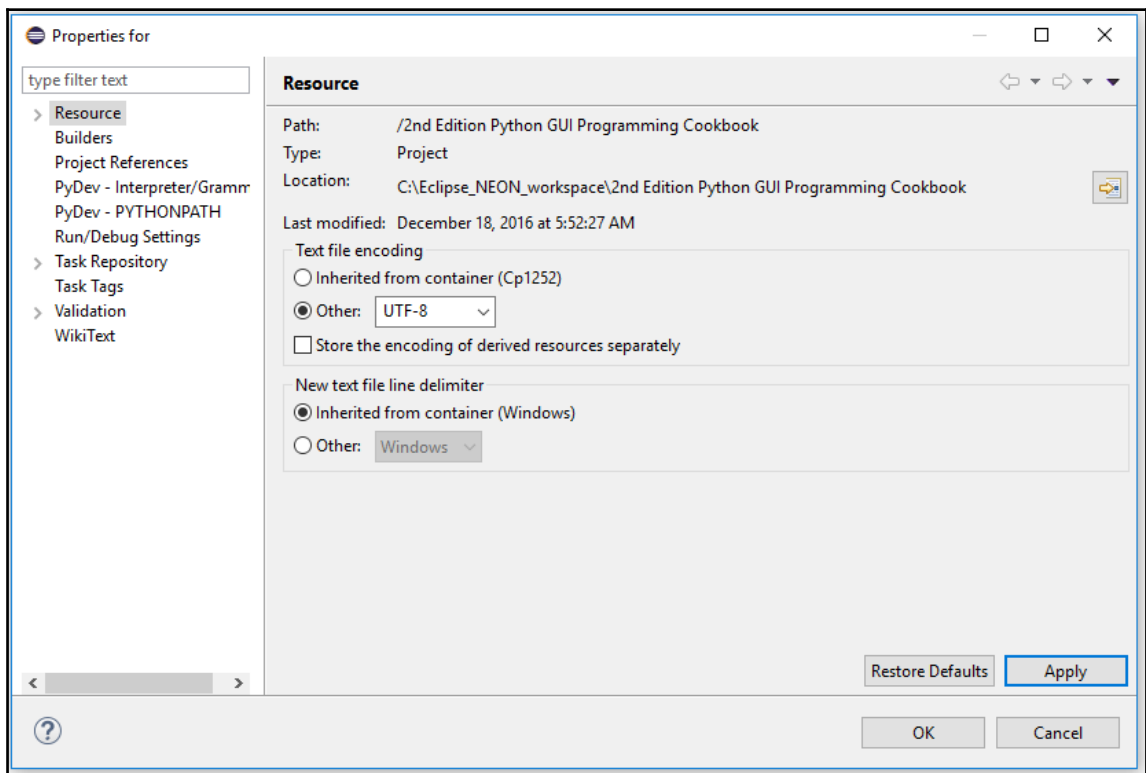 Properties for
type filter text
Resource
Builders
Project References
PyDev - Interpreter/Gramm
PyDev - PYTHONPATH
Run/Debug Settings
Task Repository
Task Tags
Validation
WikiText
Resource
Path: /2nd Edition Python GUI Programming Cookbook
Type: Project
Location: C:\Eclipse_NEON_workspace\2nd Edition Python GUI Programming Cookbook
Last modified: December 18, 2016 at 5:52:27 AM
Text file encoding
Inherited from container (Cp1252)
Other: UTF-8
Store the encoding of derived resources separately
New text file line delimiter
Inherited from container (Windows)
Other: Windows
Restore Defaults Apply
? OK Cancel